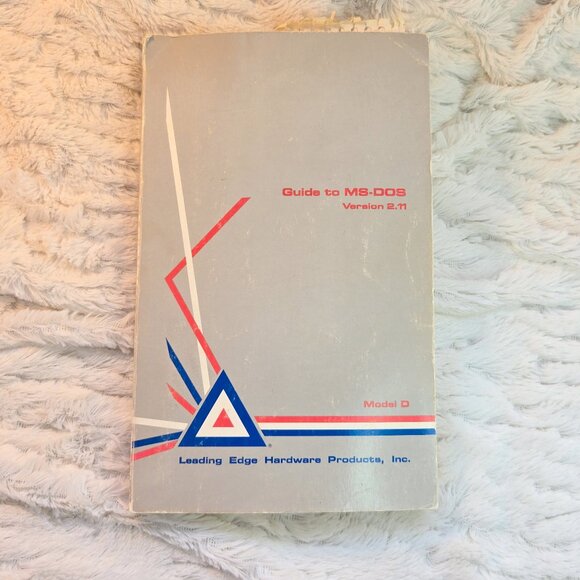 Guide to MS-DOS
Version 2.11
Model D
Leading Edge Hardware Products, Inc.